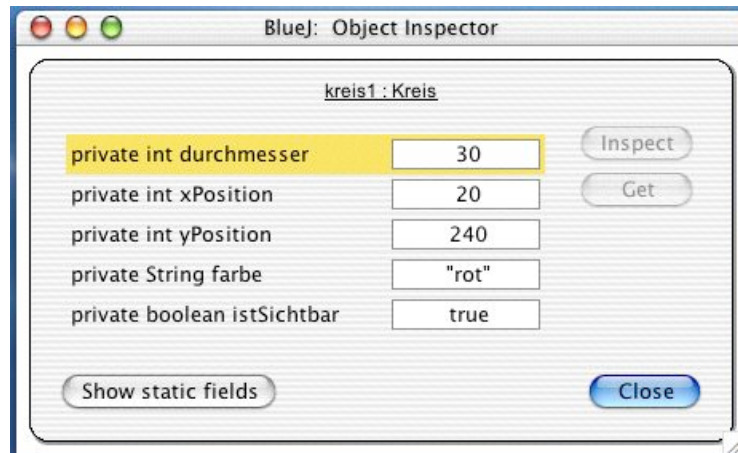 BlueJ: Object Inspector
kreis1 : Kreis
private int durchmesser 30
Inspect
private int xPosition 20
Get
private int yPosition 240
private String farbe "rot"
private boolean istSichtbar true
Show static fields Close